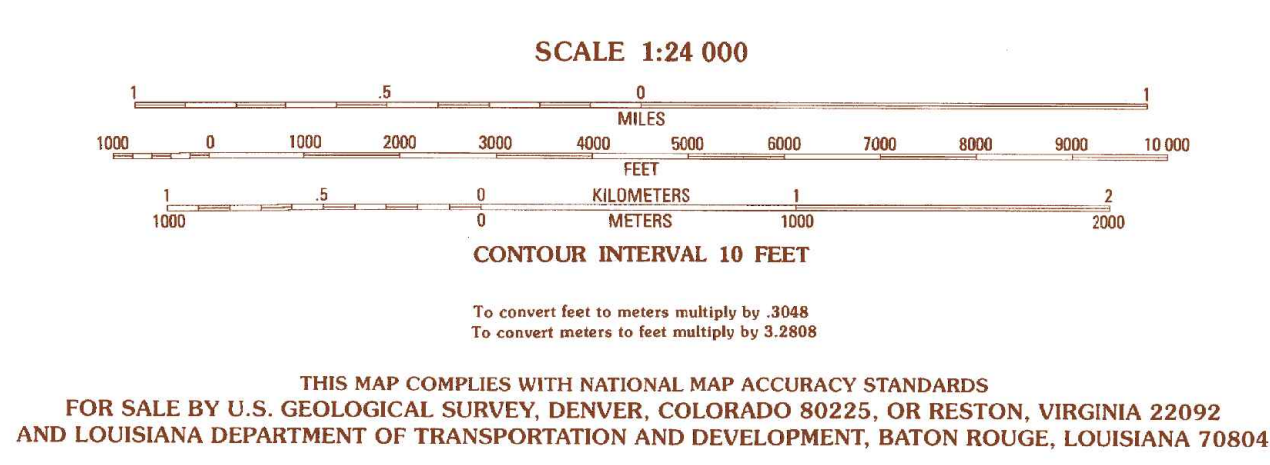 SCALE 1:24 000
1 .5 0 1
MILES
1000 0 1000 2000 3000 4000 5000 6000 7000 8000 9000 10 000
FEET
1 .5 0 KILOMETERS 1 2
1000 0 METERS 1000 2000
CONTOUR INTERVAL 10 FEET
To convert feet to meters multiply by .3048
To convert meters to feet multiply by 3.2808
THIS MAP COMPLIES WITH NATIONAL MAP ACCURACY STANDARDS
FOR SALE BY U.S. GEOLOGICAL SURVEY, DENVER, COLORADO 80225, OR RESTON, VIRGINIA 22092
AND LOUISIANA DEPARTMENT OF TRANSPORTATION AND DEVELOPMENT, BATON ROUGE, LOUISIANA 70804